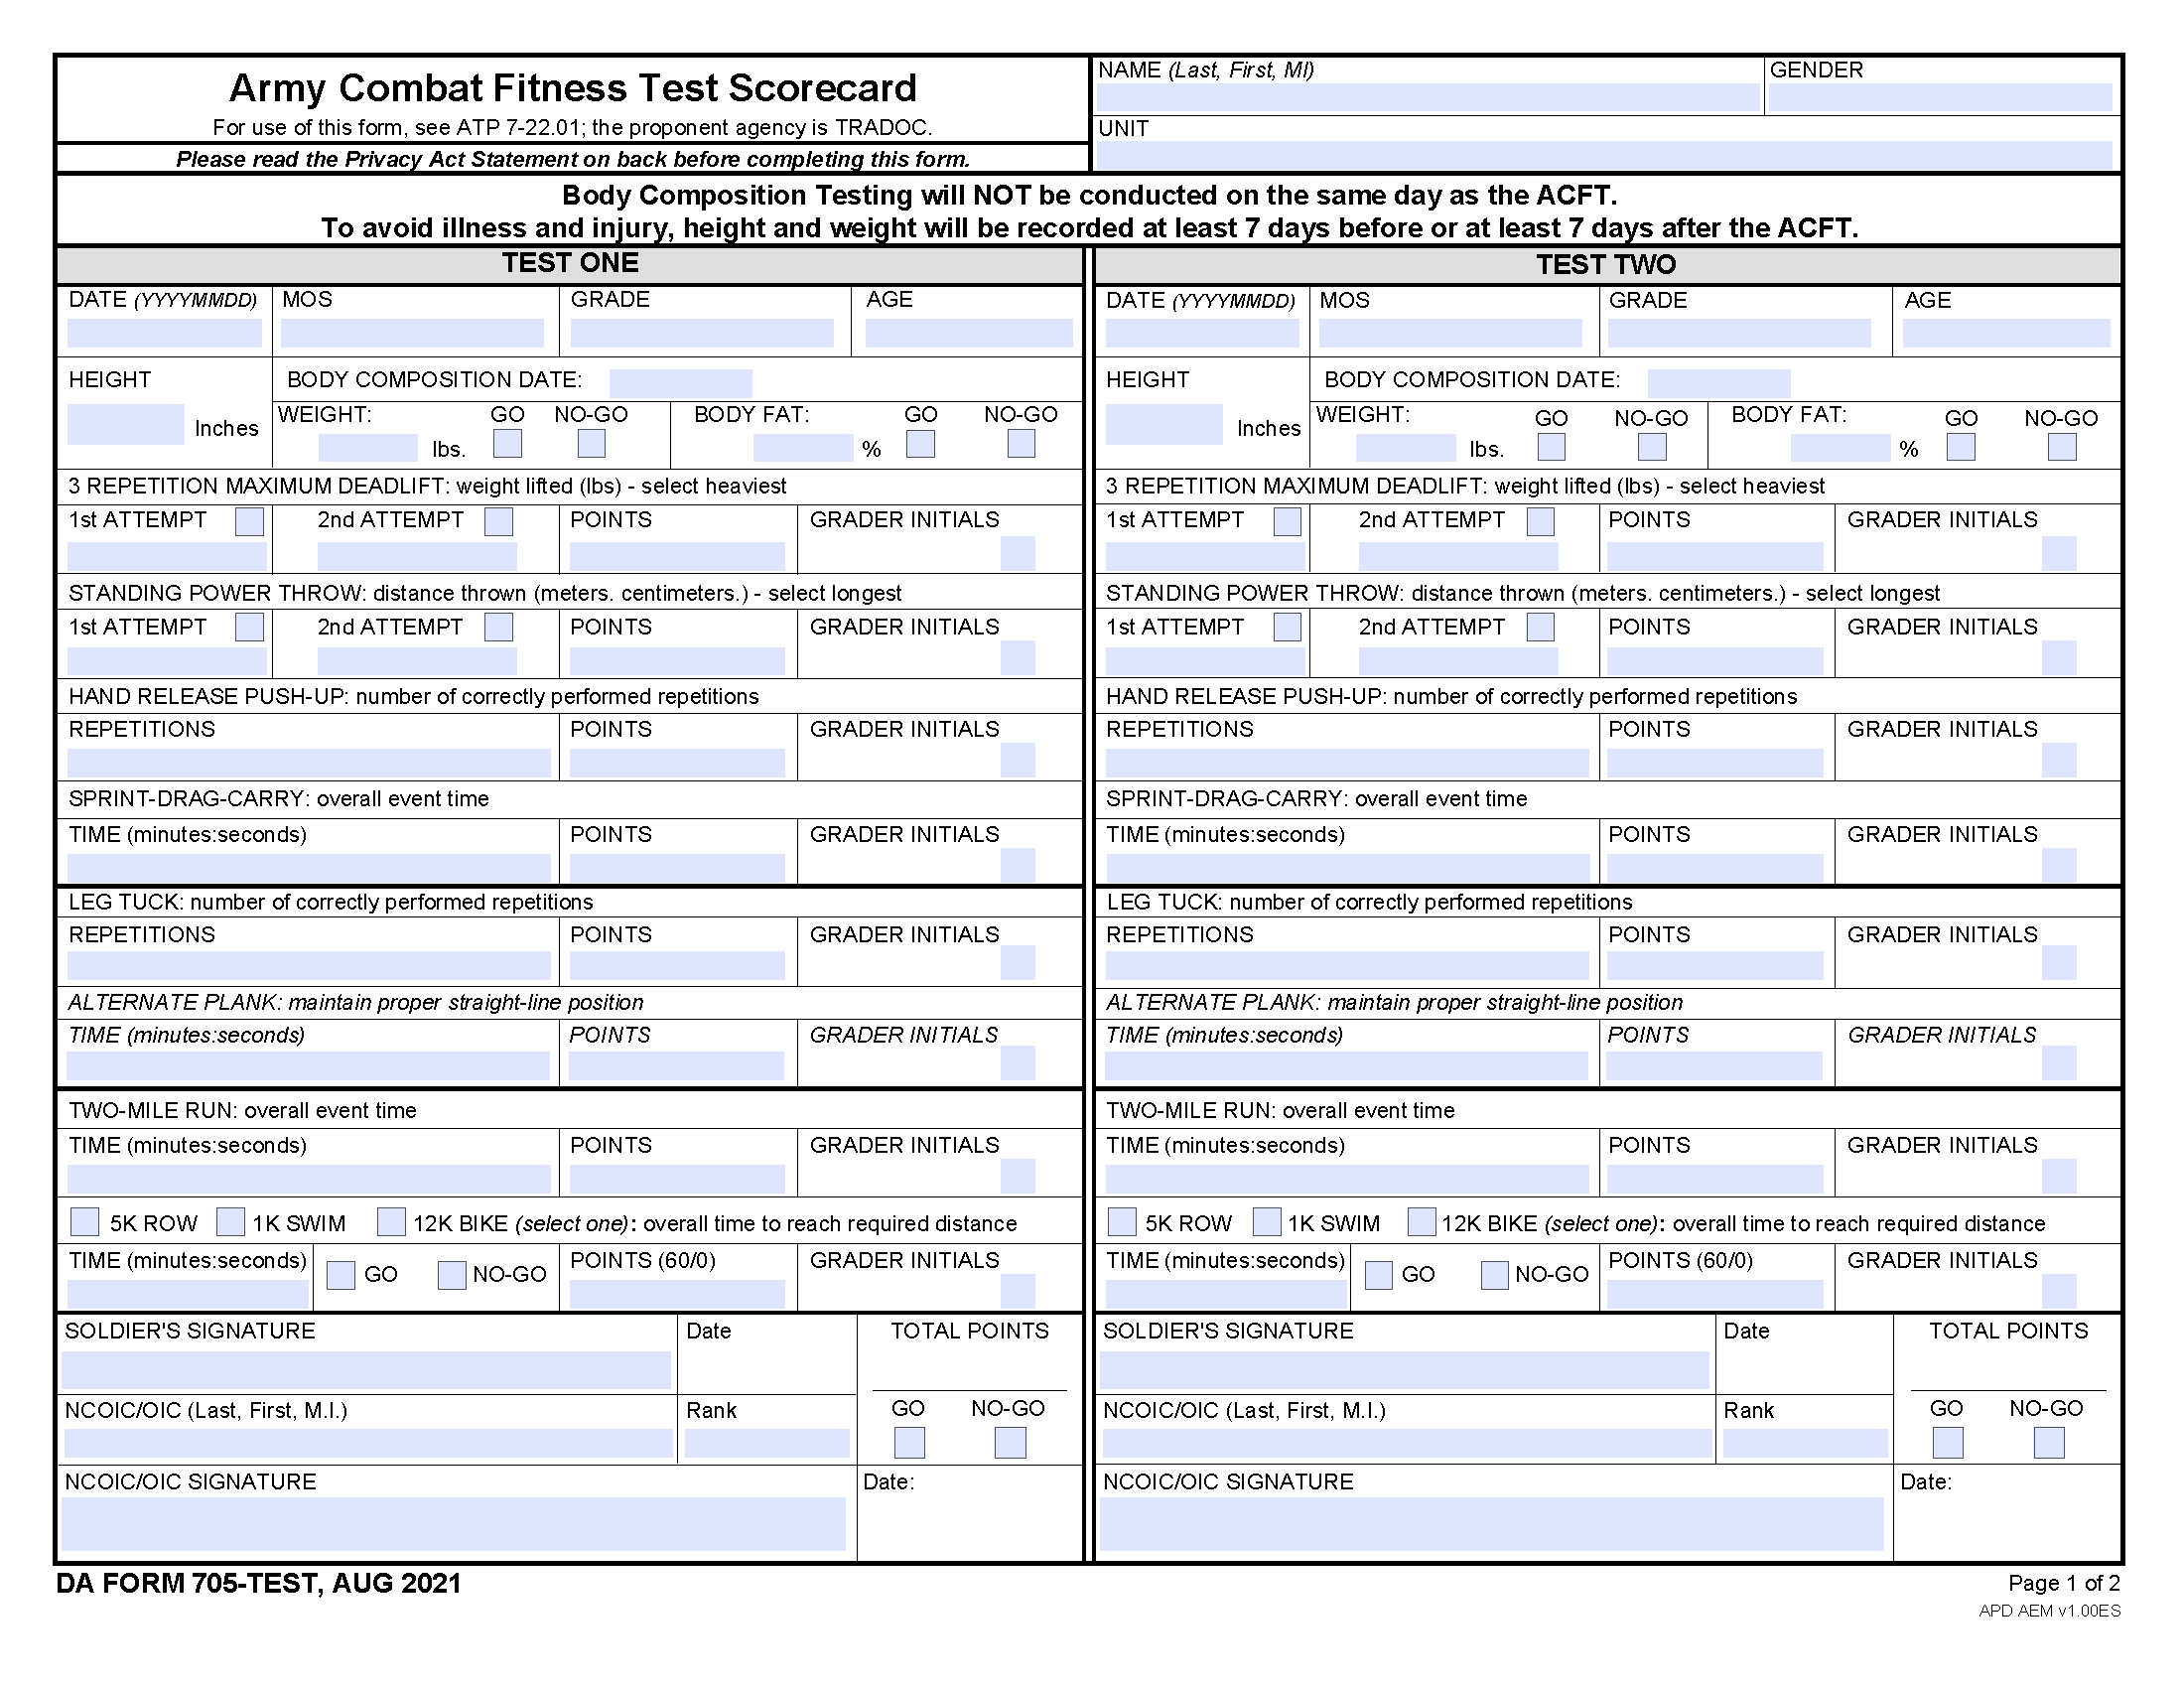 Army Combat Fitness Test Scorecard
For use of this form, see ATP 7-22.01; the proponent agency is TRADOC.
Please read the Privacy Act Statement on back before completing this form.
NAME (Last, First, MI)
GENDER
UNIT
Body Composition Testing will NOT be conducted on the same day as the ACFT.
To avoid illness and injury, height and weight will be recorded at least 7 days before or at least 7 days after the ACFT.
TEST ONE
DATE (YYYYMMDD) MOS GRADE AGE
HEIGHT BODY COMPOSITION DATE:
WEIGHT: GO NO-GO BODY FAT: GO NO-GO
Inches lbs. %
3 REPETITION MAXIMUM DEADLIFT: weight lifted (lbs) - select heaviest
1st ATTEMPT 2nd ATTEMPT POINTS GRADER INITIALS
STANDING POWER THROW: distance thrown (meters. centimeters.) - select longest
1st ATTEMPT 2nd ATTEMPT POINTS GRADER INITIALS
HAND RELEASE PUSH-UP: number of correctly performed repetitions
REPETITIONS POINTS GRADER INITIALS
SPRINT-DRAG-CARRY: overall event time
TIME (minutes:seconds) POINTS GRADER INITIALS
LEG TUCK: number of correctly performed repetitions
REPETITIONS POINTS GRADER INITIALS
ALTERNATE PLANK: maintain proper straight-line position
TIME (minutes:seconds) POINTS GRADER INITIALS
TWO-MILE RUN: overall event time
TIME (minutes:seconds) POINTS GRADER INITIALS
5K ROW 1K SWIM 12K BIKE (select one): overall time to reach required distance
TIME (minutes:seconds) GO NO-GO POINTS (60/0) GRADER INITIALS
SOLDIER'S SIGNATURE Date TOTAL POINTS
NCOIC/OIC (Last, First, M.I.) Rank GO NO-GO
NCOIC/OIC SIGNATURE Date:
TEST TWO
DATE (YYYYMMDD) MOS GRADE AGE
HEIGHT BODY COMPOSITION DATE:
WEIGHT: GO NO-GO BODY FAT: GO NO-GO
Inches lbs. %
3 REPETITION MAXIMUM DEADLIFT: weight lifted (lbs) - select heaviest
1st ATTEMPT 2nd ATTEMPT POINTS GRADER INITIALS
STANDING POWER THROW: distance thrown (meters. centimeters.) - select longest
1st ATTEMPT 2nd ATTEMPT POINTS GRADER INITIALS
HAND RELEASE PUSH-UP: number of correctly performed repetitions
REPETITIONS POINTS GRADER INITIALS
SPRINT-DRAG-CARRY: overall event time
TIME (minutes:seconds) POINTS GRADER INITIALS
LEG TUCK: number of correctly performed repetitions
REPETITIONS POINTS GRADER INITIALS
ALTERNATE PLANK: maintain proper straight-line position
TIME (minutes:seconds) POINTS GRADER INITIALS
TWO-MILE RUN: overall event time
TIME (minutes:seconds) POINTS GRADER INITIALS
5K ROW 1K SWIM 12K BIKE (select one): overall time to reach required distance
TIME (minutes:seconds) GO NO-GO POINTS (60/0) GRADER INITIALS
SOLDIER'S SIGNATURE Date TOTAL POINTS
NCOIC/OIC (Last, First, M.I.) Rank GO NO-GO
NCOIC/OIC SIGNATURE Date:
DA FORM 705-TEST, AUG 2021
Page 1 of 2
APD AEM v1.00ES